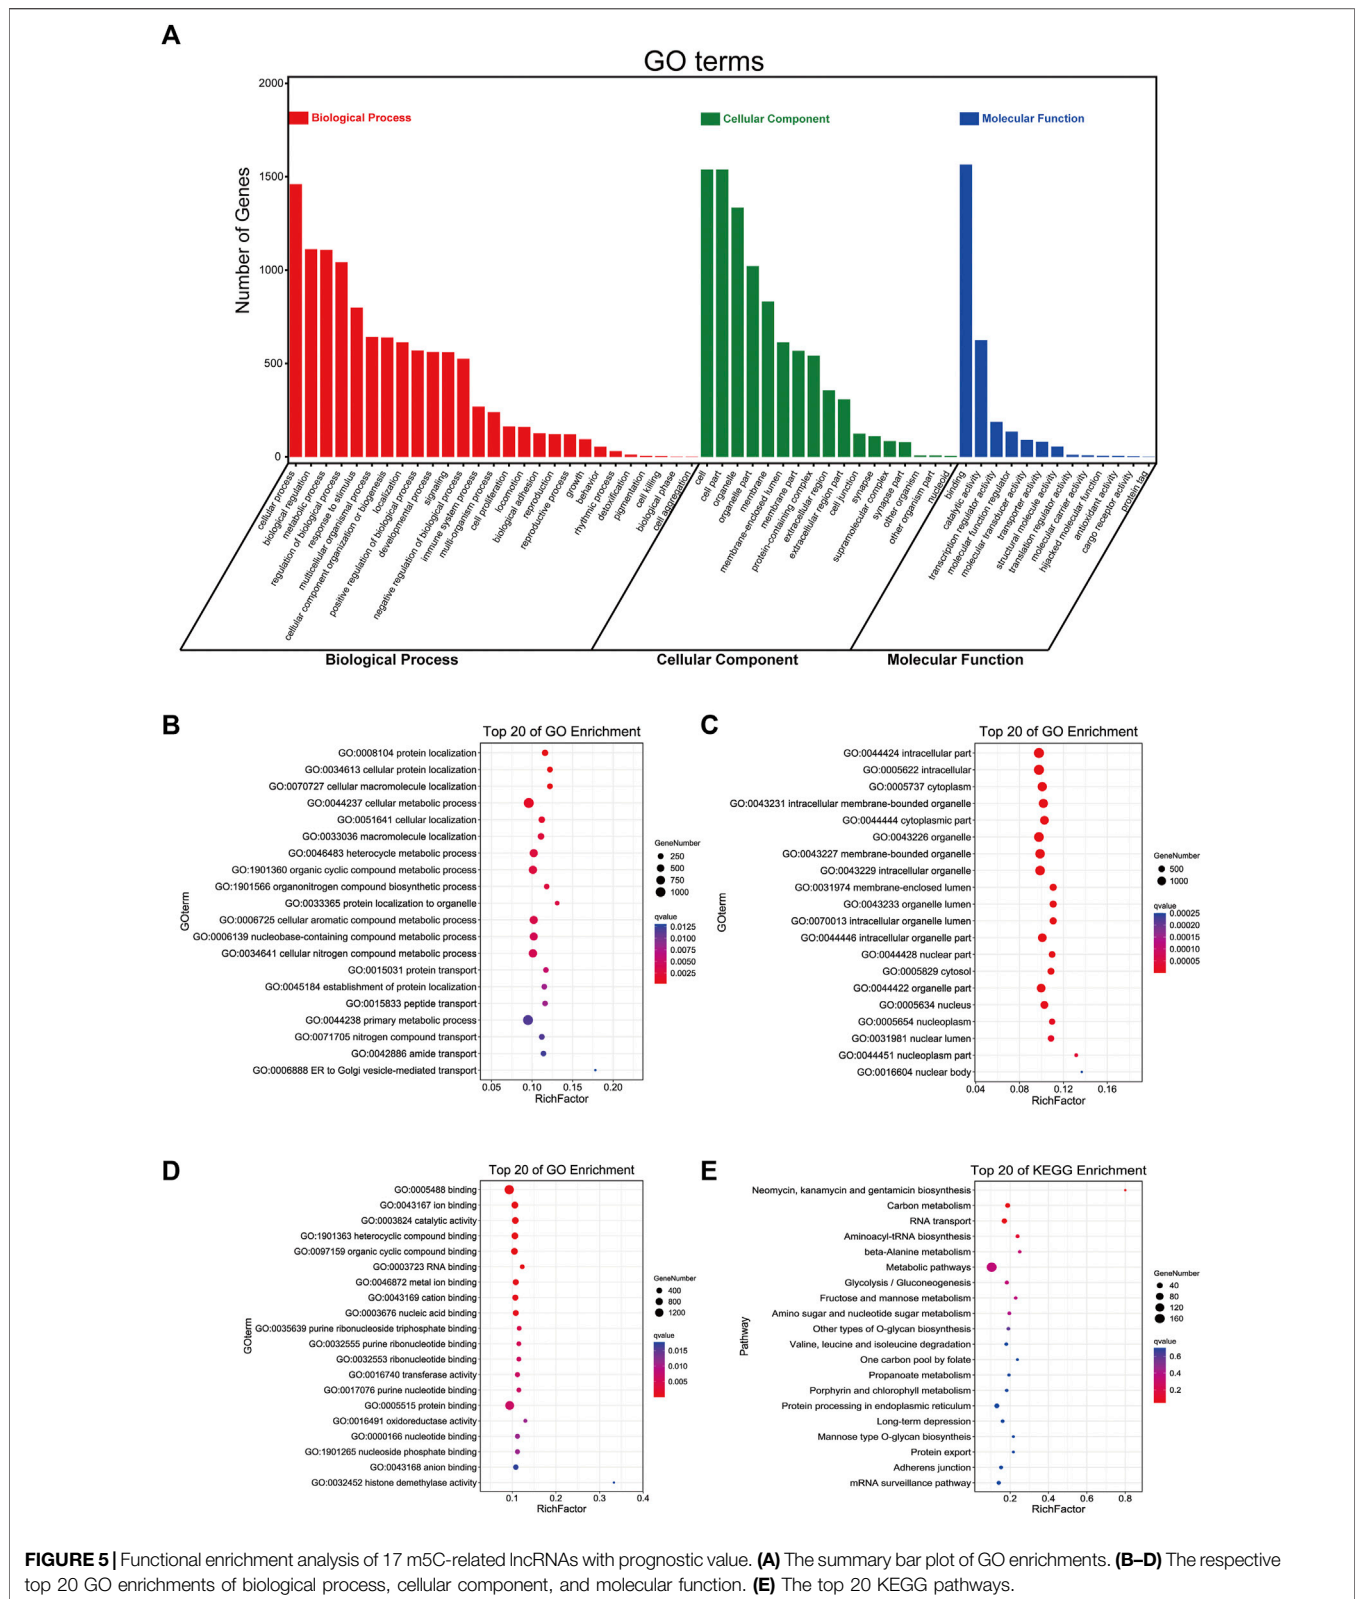 A
GO terms
2000
1500
1000
500
0
Number of Genes
Biological Process
Cellular Component
Molecular Function
cellular process
biological regulation
metabolic process
regulation of biological process
response to stimulus
multicellular organismal process
cellular component organization or biogenesis
localization
positive regulation of biological process
developmental process
signaling
negative regulation of biological process
immune system process
multi-organism process
cell proliferation
locomotion
biological adhesion
reproduction
reproductive process
growth
behavior
rhythmic process
detoxification
pigmentation
cell killing
biological phase
cell aggregation
cell
cell part
organelle
organelle part
membrane
membrane-enclosed lumen
membrane part
protein-containing complex
extracellular region
extracellular region part
cell junction
synapse
supramolecular complex
synapse part
other organism
other organism part
nucleoid
binding
catalytic activity
transcription regulator activity
molecular function regulator
molecular transducer activity
transporter activity
structural molecule activity
translation regulator activity
molecular carrier activity
hijacked molecular function
antioxidant activity
cargo receptor activity
protein tag
Biological Process
Cellular Component
Molecular Function
B
Top 20 of GO Enrichment
GO:0008104 protein localization
GO:0034613 cellular protein localization
GO:0070727 cellular macromolecule localization
GO:0044237 cellular metabolic process
GO:0051641 cellular localization
GO:0033036 macromolecule localization
GO:0046483 heterocycle metabolic process
GO:1901360 organic cyclic compound metabolic process
GO:1901566 organonitrogen compound biosynthetic process
GO:0033365 protein localization to organelle
GO:0006725 cellular aromatic compound metabolic process
GO:0006139 nucleobase-containing compound metabolic process
GO:0034641 cellular nitrogen compound metabolic process
GO:0015031 protein transport
GO:0045184 establishment of protein localization
GO:0015833 peptide transport
GO:0044238 primary metabolic process
GO:0071705 nitrogen compound transport
GO:0042886 amide transport
GO:0006888 ER to Golgi vesicle-mediated transport
GOterm
0.05 0.10 0.15 0.20
RichFactor
GeneNumber
250
500
750
1000
qvalue
0.0125
0.0100
0.0075
0.0050
0.0025
C
Top 20 of GO Enrichment
GO:0044424 intracellular part
GO:0005622 intracellular
GO:0005737 cytoplasm
GO:0043231 intracellular membrane-bounded organelle
GO:0044444 cytoplasmic part
GO:0043226 organelle
GO:0043227 membrane-bounded organelle
GO:0043229 intracellular organelle
GO:0031974 membrane-enclosed lumen
GO:0043233 organelle lumen
GO:0070013 intracellular organelle lumen
GO:0044446 intracellular organelle part
GO:0044428 nuclear part
GO:0005829 cytosol
GO:0044422 organelle part
GO:0005634 nucleus
GO:0005654 nucleoplasm
GO:0031981 nuclear lumen
GO:0044451 nucleoplasm part
GO:0016604 nuclear body
GOterm
0.04 0.08 0.12 0.16
RichFactor
GeneNumber
500
1000
qvalue
0.00025
0.00020
0.00015
0.00010
0.00005
D
Top 20 of GO Enrichment
GO:0005488 binding
GO:0043167 ion binding
GO:0003824 catalytic activity
GO:1901363 heterocyclic compound binding
GO:0097159 organic cyclic compound binding
GO:0003723 RNA binding
GO:0046872 metal ion binding
GO:0043169 cation binding
GO:0003676 nucleic acid binding
GO:0035639 purine ribonucleoside triphosphate binding
GO:0032555 purine ribonucleotide binding
GO:0032553 ribonucleotide binding
GO:0016740 transferase activity
GO:0017076 purine nucleotide binding
GO:0005515 protein binding
GO:0016491 oxidoreductase activity
GO:0000166 nucleotide binding
GO:1901265 nucleoside phosphate binding
GO:0043168 anion binding
GO:0032452 histone demethylase activity
GOterm
0.1 0.2 0.3 0.4
RichFactor
GeneNumber
400
800
1200
qvalue
0.015
0.010
0.005
E
Top 20 of KEGG Enrichment
Neomycin, kanamycin and gentamicin biosynthesis
Carbon metabolism
RNA transport
Aminoacyl-tRNA biosynthesis
beta-Alanine metabolism
Metabolic pathways
Glycolysis / Gluconeogenesis
Fructose and mannose metabolism
Amino sugar and nucleotide sugar metabolism
Other types of O-glycan biosynthesis
Valine, leucine and isoleucine degradation
One carbon pool by folate
Propanoate metabolism
Porphyrin and chlorophyll metabolism
Protein processing in endoplasmic reticulum
Long-term depression
Mannose type O-glycan biosyntheis
Protein export
Adherens junction
mRNA surveillance pathway
Pathway
0.2 0.4 0.6 0.8
RichFactor
GeneNumber
40
80
120
160
qvalue
0.6
0.4
0.2
FIGURE 5 | Functional enrichment analysis of 17 m5C-related lncRNAs with prognostic value. (A) The summary bar plot of GO enrichments. (B–D) The respective
top 20 GO enrichments of biological process, cellular component, and molecular function. (E) The top 20 KEGG pathways.